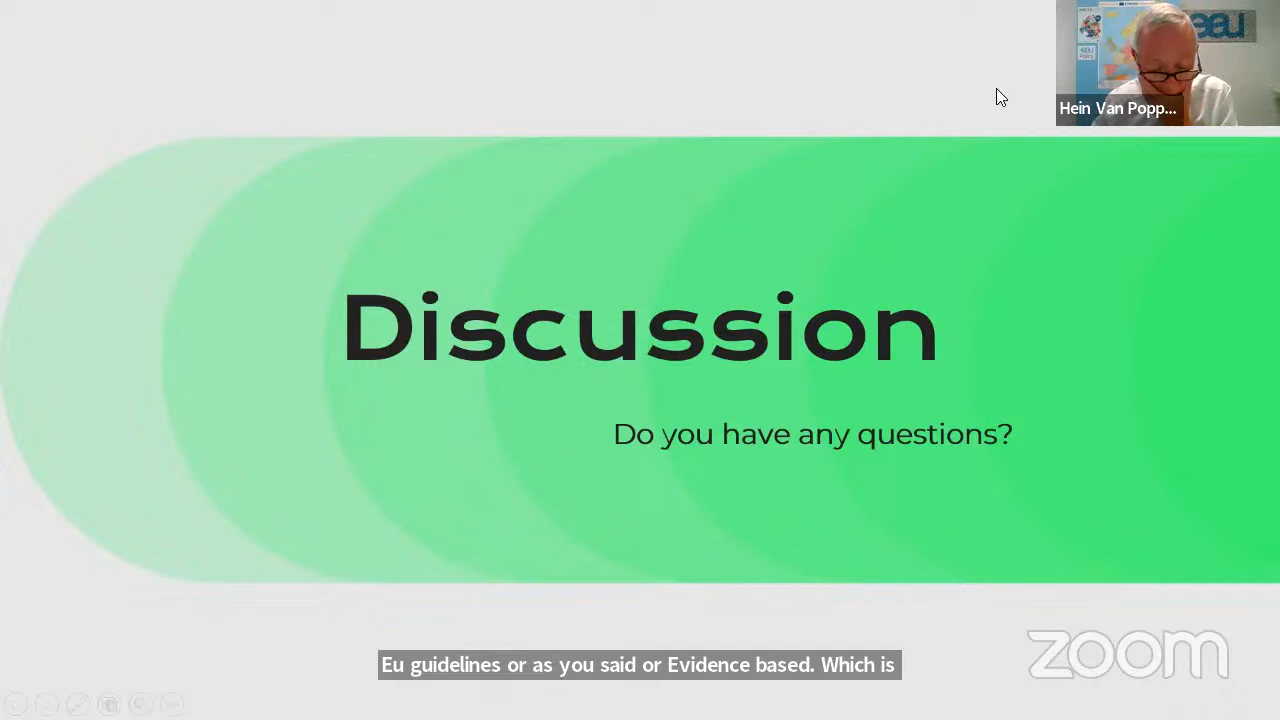 eau
Hein Van Popp...
Discussion
Do you have any questions?
Eu guidelines or as you said or Evidence based. Which is
zoom